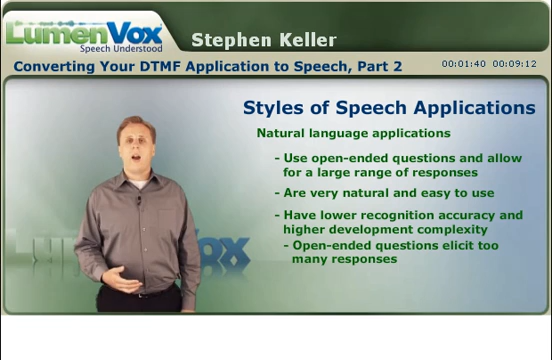 LumenVox
Speech Understood
Stephen Keller
Converting Your DTMF Application to Speech, Part 2
00:01:40 00:09:12
Styles of Speech Applications
Natural language applications
- Use open-ended questions and allow
for a large range of responses
- Are very natural and easy to use
- Have lower recognition accuracy and
higher development complexity
- Open-ended questions elicit too
many responses
Vox